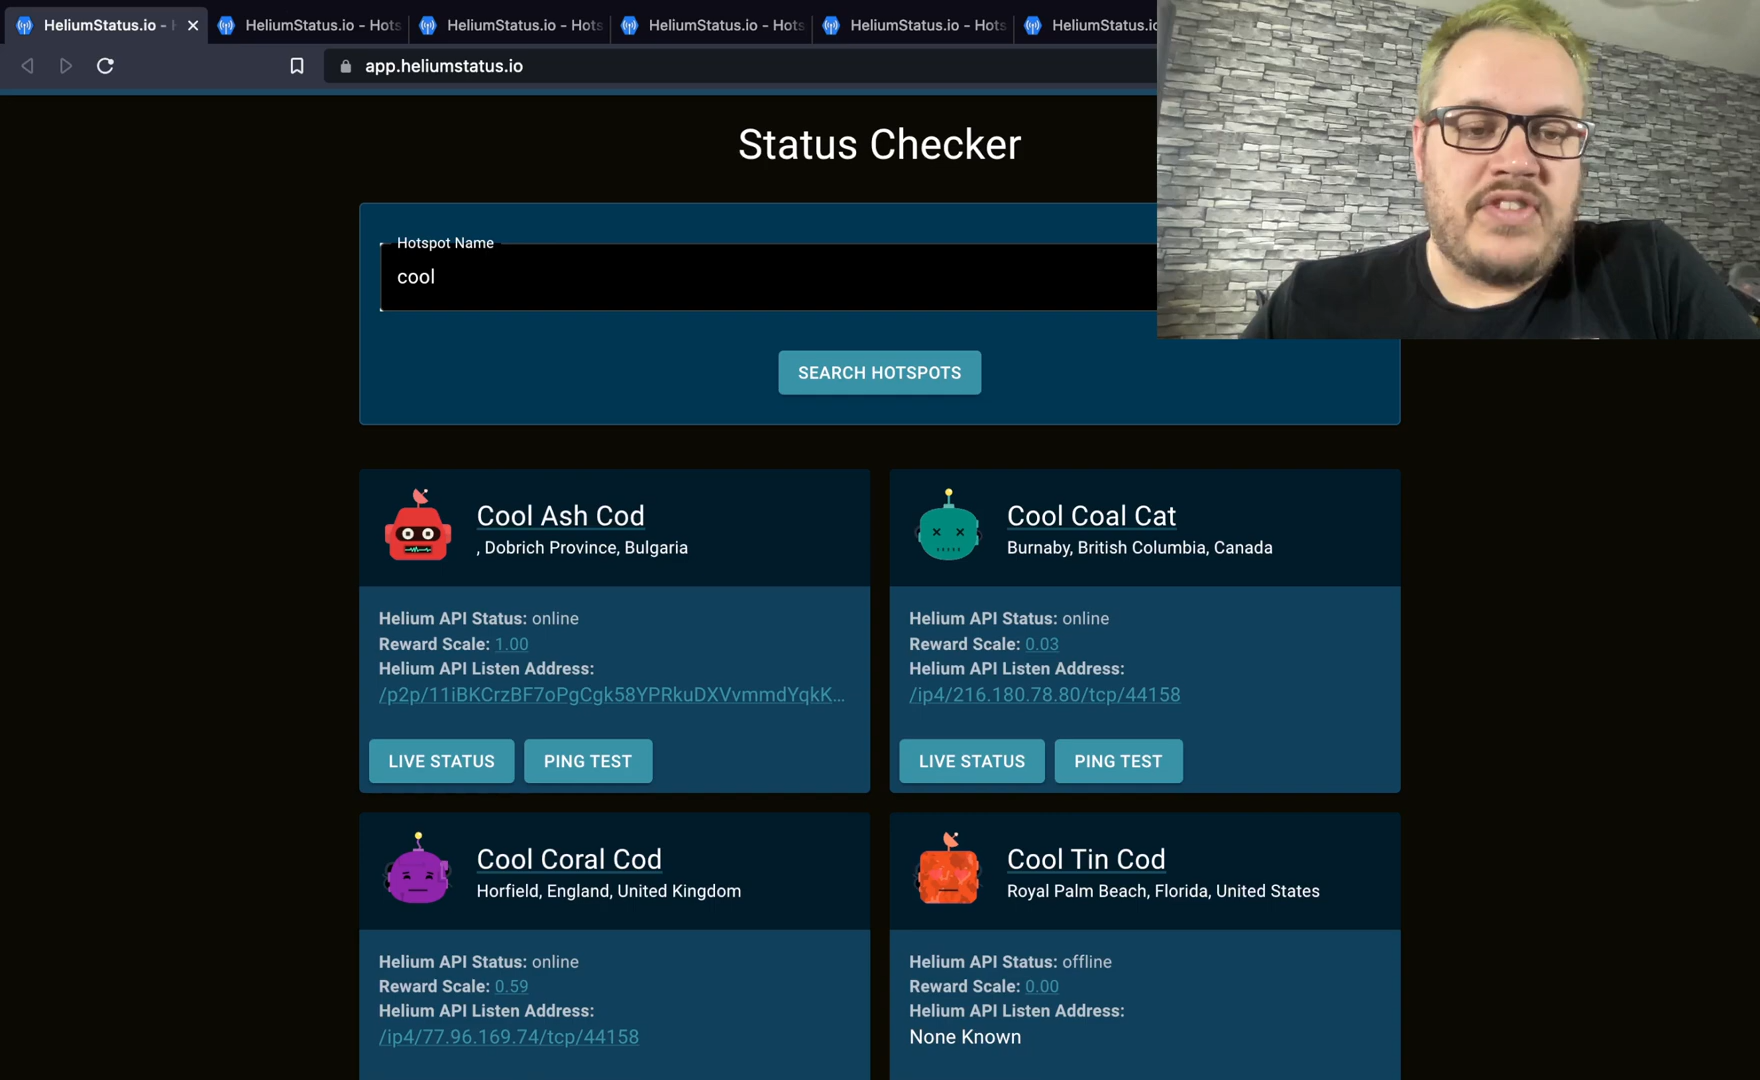 HeliumStatus.io -
HeliumStatus.io - Hots
HeliumStatus.io - Hots
HeliumStatus.io - Hots
HeliumStatus.io - Hots
HeliumStatus.io
app.heliumstatus.io
Status Checker
Hotspot Name
cool
SEARCH HOTSPOTS
Cool Ash Cod
, Dobrich Province, Bulgaria
Helium API Status: online
Reward Scale: 1.00
Helium API Listen Address:
/p2p/11iBKCrzBF7oPgCgk58YPRkuDXVvmmdYqkK...
LIVE STATUS
PING TEST
Cool Coal Cat
Burnaby, British Columbia, Canada
Helium API Status: online
Reward Scale: 0.03
Helium API Listen Address:
/ip4/216.180.78.80/tcp/44158
LIVE STATUS
PING TEST
Cool Coral Cod
Horfield, England, United Kingdom
Helium API Status: online
Reward Scale: 0.59
Helium API Listen Address:
/ip4/77.96.169.74/tcp/44158
Cool Tin Cod
Royal Palm Beach, Florida, United States
Helium API Status: offline
Reward Scale: 0.00
Helium API Listen Address:
None Known